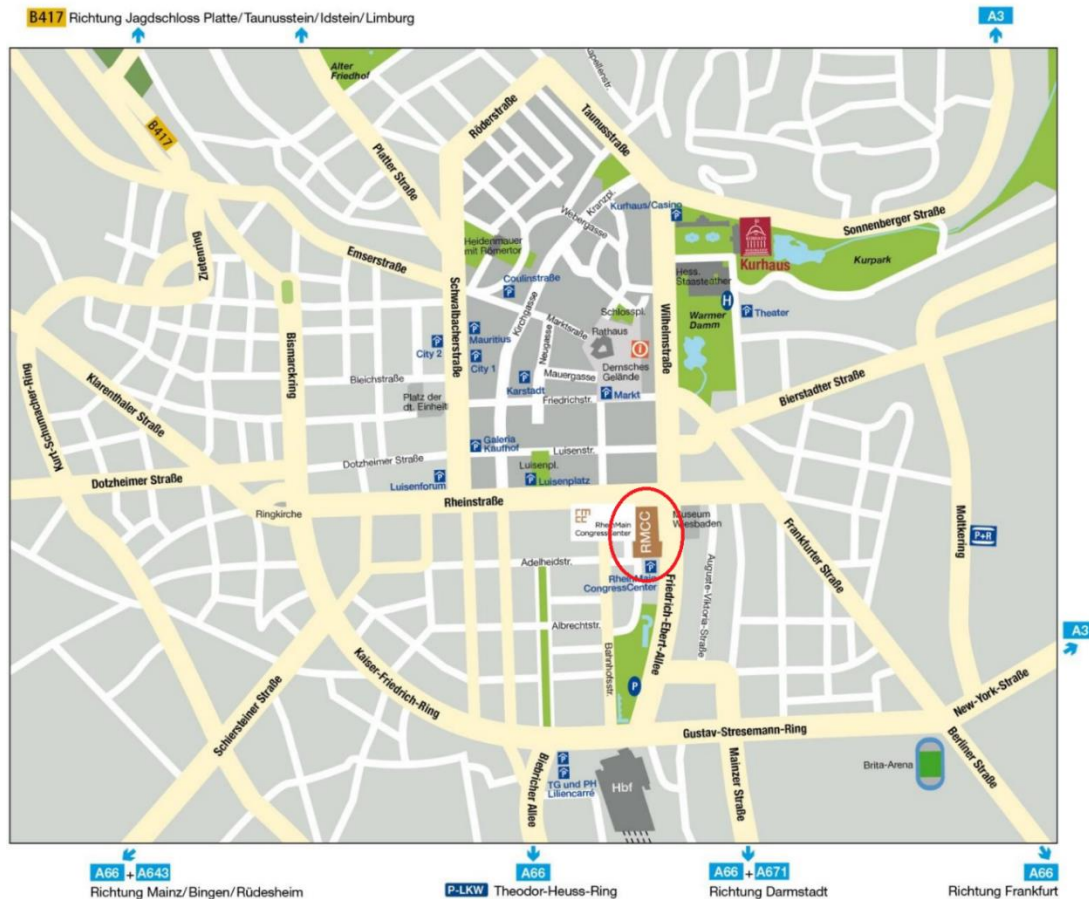 B417 Richtung Jagdschloss Platte/Taunusstein/Idstein/Limburg
A3
Alter
Friedhof
Kapellenstr.
B417
Röderstraße
Taunusstraße
Platter Straße
Kranzpl.
Kurhaus/Casino
Webergasse
Sonnenberger Straße
Kurhaus
Kurpark
Zietenring
Emserstraße
Heidenmauer
mit Römertor
Coulinstraße
Hess.
Staasteather
H
Theater
Warmer
Damm
Schlosspl.
Schwalbacherstraße
Kirchgasse
Marktsraße
Neugasse
Rathaus
Wilhelmstraße
Mauritius
City 2
City 1
Bismarckring
Bleichstraße
Mauergasse
Dernsches
Gelände
Karstadt
Markt
Friedrichstr.
Platz der
dt. Einheit
Bierstadter Straße
Kurt-Schumacher-Ring
Klarenthaler Straße
Galeria
Kaufhof
Luisenstr.
Dotzheimer Straße
Dotzheimer Straße
Luisenpl.
Luisenforum
Luisenplatz
Rheinstraße
Ringkirche
RheinMain
CongressCenter
RMCC
Museum
Wiesbaden
Frankfurter Straße
Moltkering
P+R
Adelheidstr.
RheinMain
CongressCenter
Auguste-Viktoria-Straße
Friedrich-Ebert-Allee
Albrechtstr.
Bahnhofsstr.
A3
Kaiser-Friedrich-Ring
P
Schiersteiner Straße
New-York-Straße
Gustav-Stresemann-Ring
Berliner Straße
Biebricher Allee
TG und PH
Liliencarré
Hbf
Mainzer Straße
Brita-Arena
A66 + A643
Richtung Mainz/Bingen/Rüdesheim
A66
P-LKW Theodor-Heuss-Ring
A66 + A671
Richtung Darmstadt
A66
Richtung Frankfurt